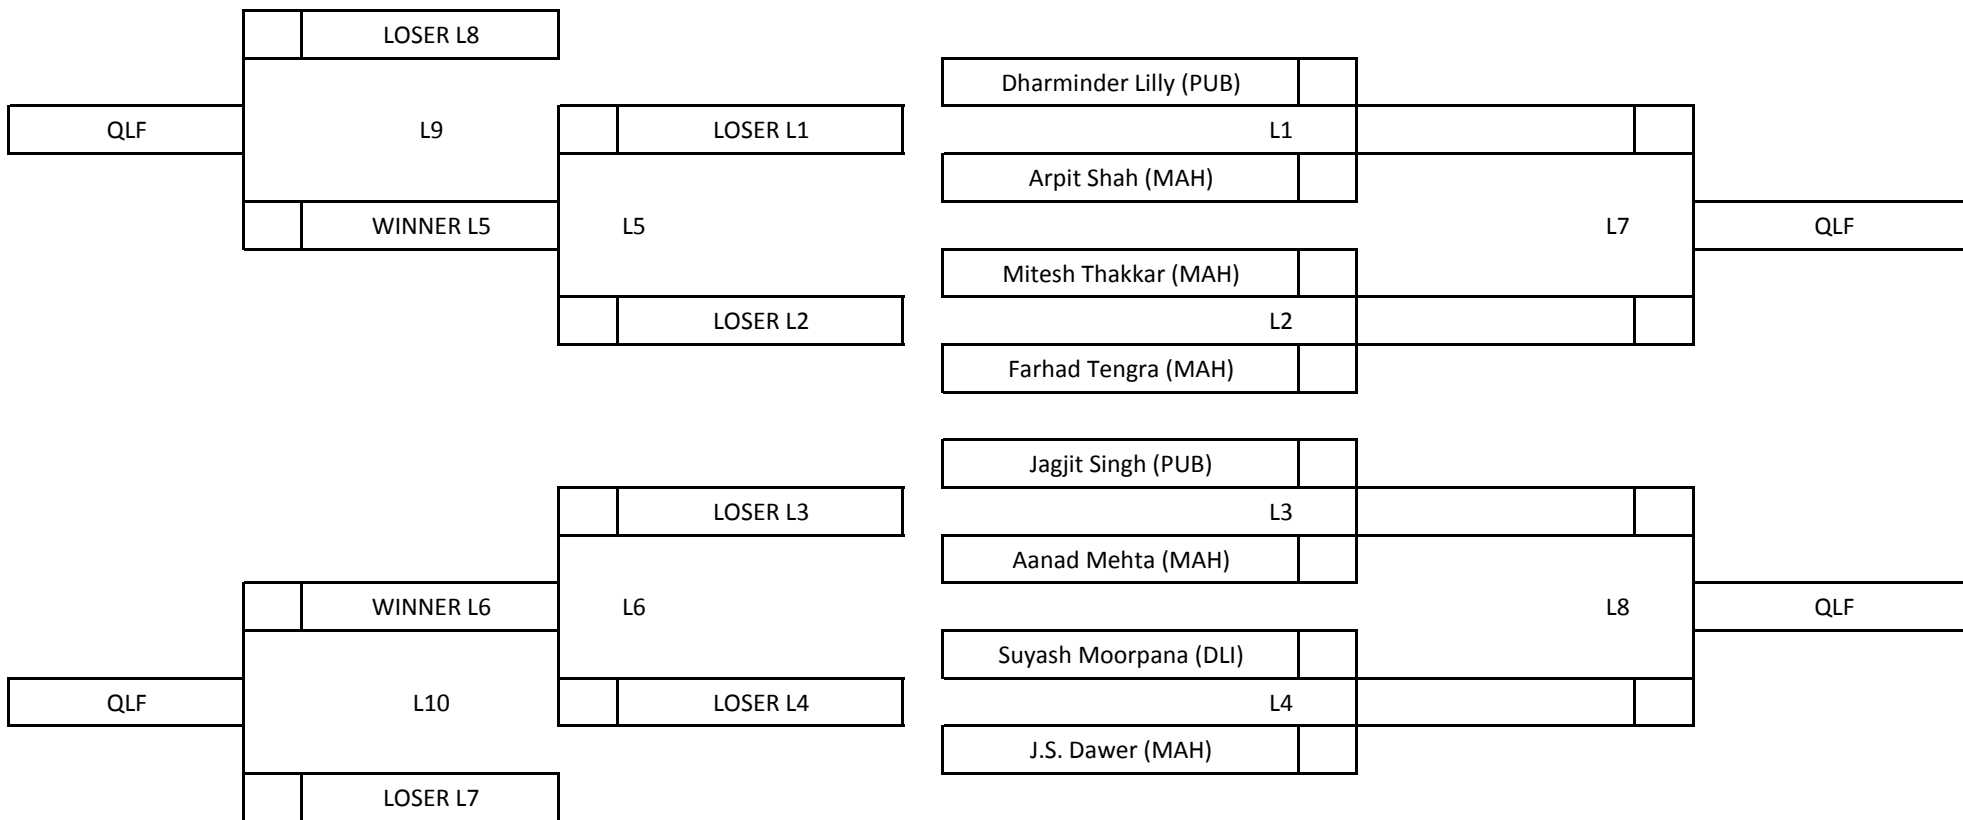 LOSER L8
Dharminder Lilly (PUB)
QLF L9 LOSER L1 L1
Arpit Shah (MAH)
WINNER L5 L5 L7 QLF
Mitesh Thakkar (MAH)
LOSER L2 L2
Farhad Tengra (MAH)
Jagjit Singh (PUB)
LOSER L3 L3
Aanad Mehta (MAH)
WINNER L6 L6 L8 QLF
Suyash Moorpana (DLI)
QLF L10 LOSER L4 L4
J.S. Dawer (MAH)
LOSER L7